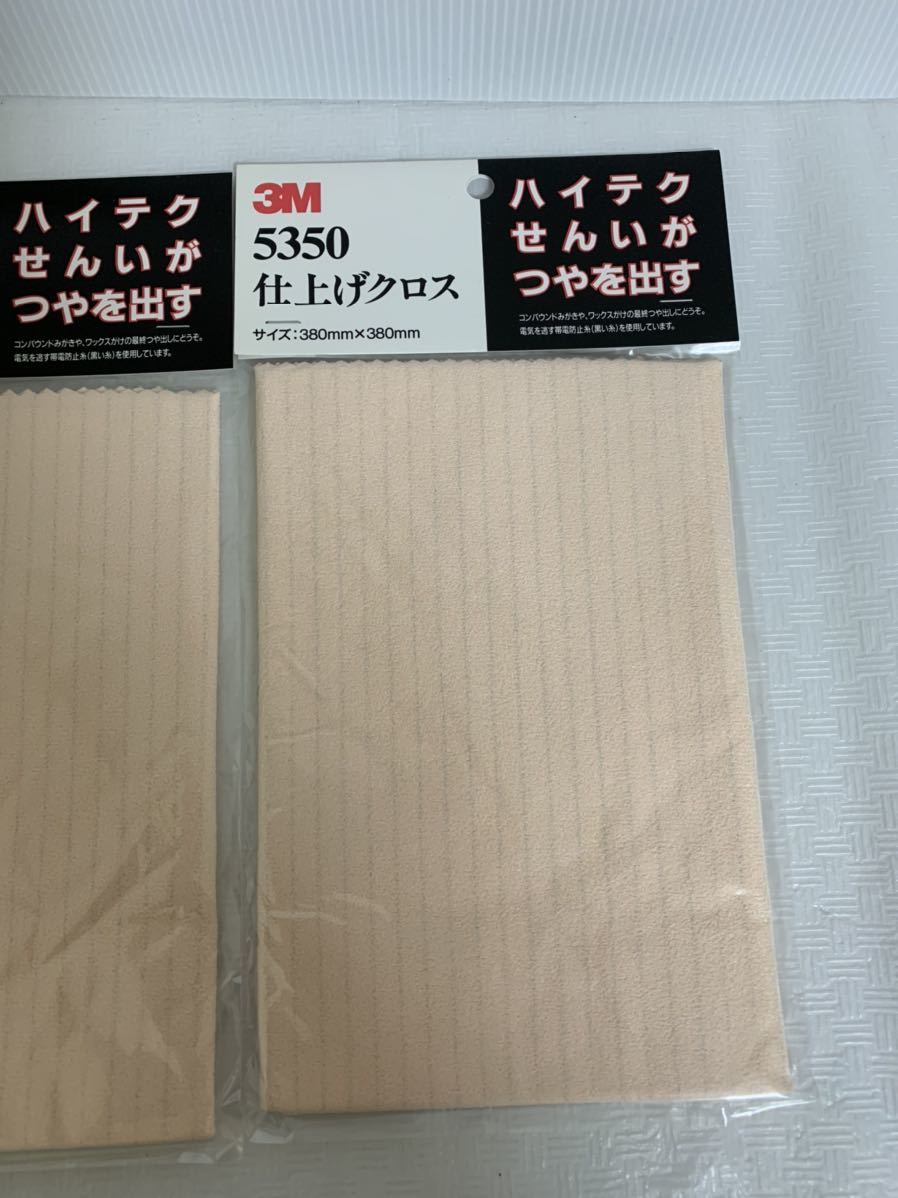 ハイテク
せんいが
つやを出す
コンパウンドみがきや、ワックスがけの最終つや出しにどうぞ。
電気を逃す帯電防止糸(黒い糸)を使用しています。
3M
5350
仕上げクロス
サイズ:380mm×380mm
ハイテク
せんいが
つやを出す
コンパウンドみがきや、ワックスがけの最終つや出しにどうぞ。
電気を逃す帯電防止糸(黒い糸)を使用しています。